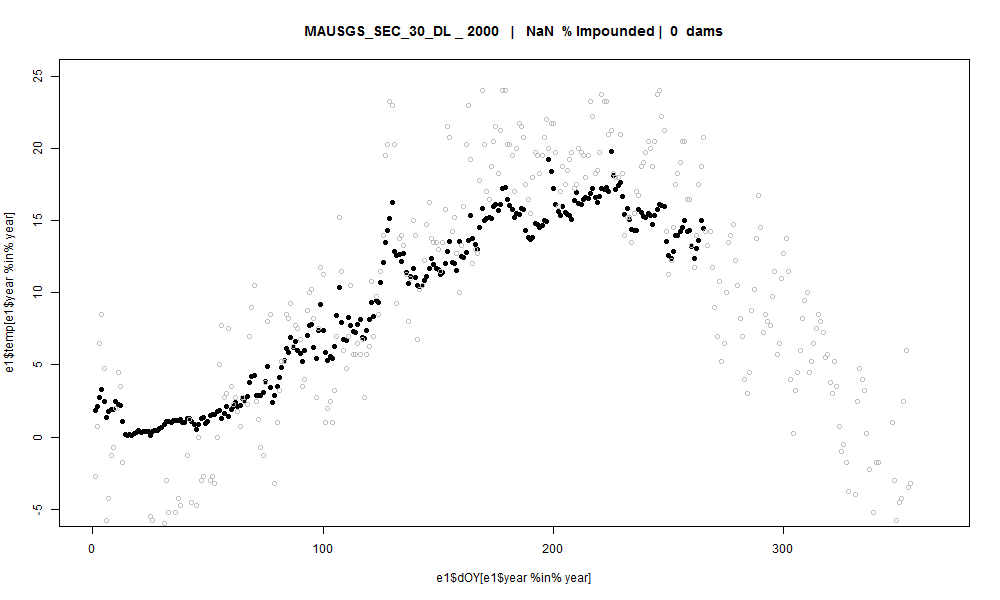 MAUSGS_SEC_30_DL _ 2000 | NaN % Impounded | 0 dams
25
20
15
10
5
0
-5
e1$temp[e1$year %in% year]
0 100 200 300
e1$dOY[e1$year %in% year]